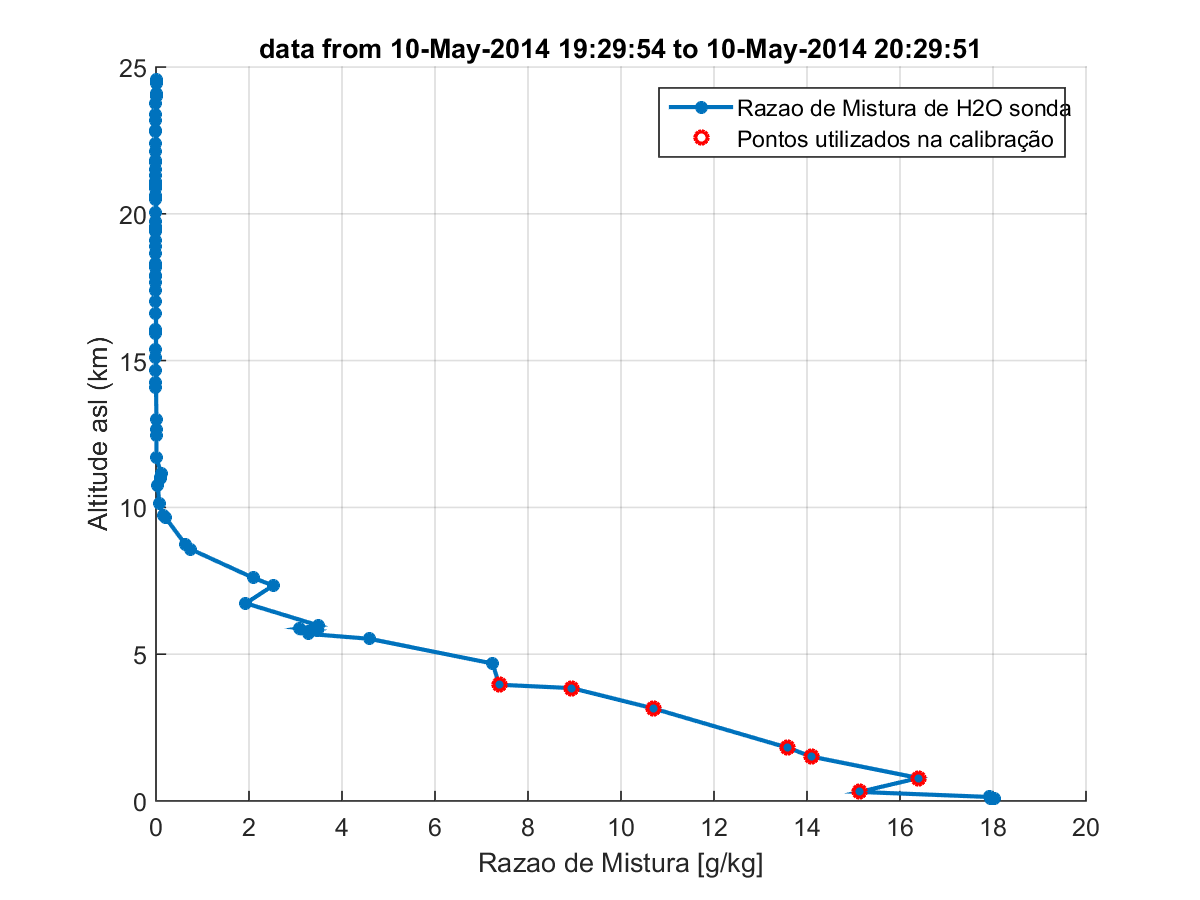 data from 10-May-2014 19:29:54 to 10-May-2014 20:29:51
Razao de Mistura de H2O sonda
Pontos utilizados na calibração
Altitude asl (km)
25
20
15
10
5
0
0 2 4 6 8 10 12 14 16 18 20
Razao de Mistura [g/kg]